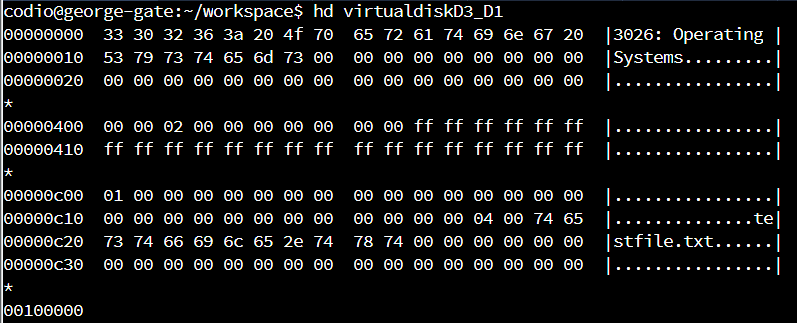 codio@george-gate:~/workspace$ hd virtualdiskD3_D1
00000000  33 30 32 36 3a 20 4f 70  65 72 61 74 69 6e 67 20  |3026: Operating |
00000010  53 79 73 74 65 6d 73 00  00 00 00 00 00 00 00 00  |Systems.........|
00000020  00 00 00 00 00 00 00 00  00 00 00 00 00 00 00 00  |................|
*
00000400  00 00 02 00 00 00 00 00  00 00 ff ff ff ff ff ff  |................|
00000410  ff ff ff ff ff ff ff ff  ff ff ff ff ff ff ff ff  |................|
*
00000c00  01 00 00 00 00 00 00 00  00 00 00 00 00 00 00 00  |................|
00000c10  00 00 00 00 00 00 00 00  00 00 00 00 04 00 74 65  |..............te|
00000c20  73 74 66 69 6c 65 2e 74  78 74 00 00 00 00 00 00  |stfile.txt......|
00000c30  00 00 00 00 00 00 00 00  00 00 00 00 00 00 00 00  |................|
*
00100000